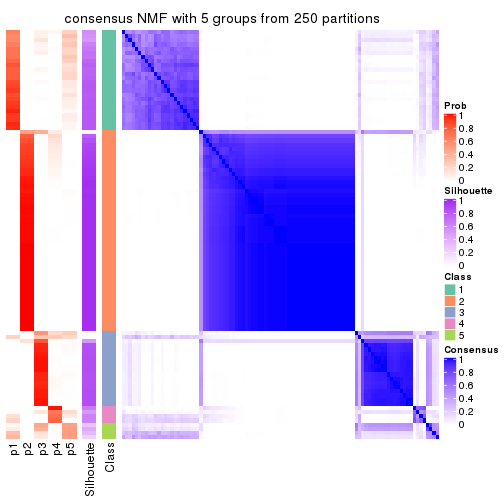 consensus NMF with 5 groups from 250 partitions
Prob
1
0.8
0.6
0.4
0.2
0
Silhouette
1
0.8
0.6
0.4
0.2
0
Class
1
2
3
4
5
Consensus
1
0.8
0.6
0.4
0.2
0
p1
p2
p3
p4
p5
Silhouette
Class